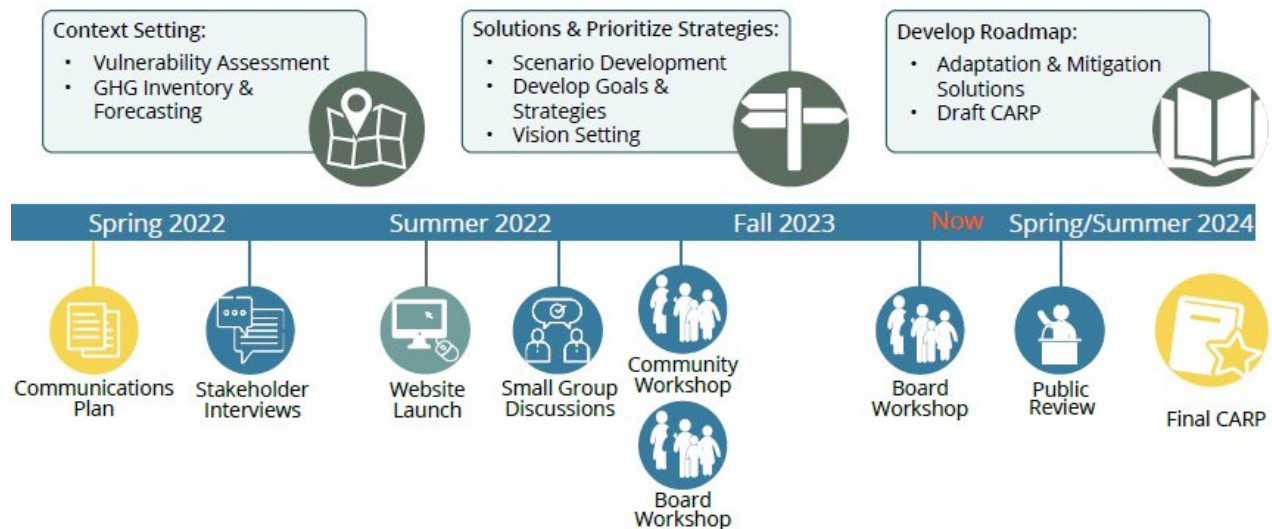 Context Setting:
• Vulnerability Assessment
• GHG Inventory &
Forecasting
Solutions & Prioritize Strategies:
• Scenario Development
• Develop Goals &
Strategies
• Vision Setting
Develop Roadmap:
• Adaptation & Mitigation
Solutions
• Draft CARP
Spring 2022
Summer 2022
Fall 2023
Now
Spring/Summer 2024
Communications
Plan
Stakeholder
Interviews
Website
Launch
Small Group
Discussions
Community
Workshop
Board
Workshop
Board
Workshop
Public
Review
Final CARP